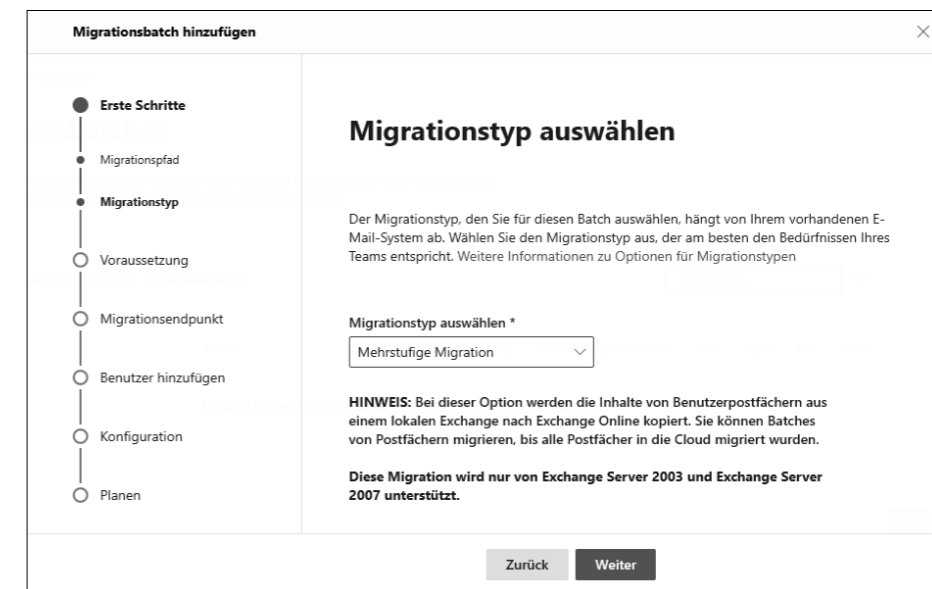 Migrationsbatch hinzufügen
Erste Schritte
Migrationspfad
Migrationstyp
Voraussetzung
Migrationsendpunkt
Benutzer hinzufügen
Konfiguration
Planen
Migrationstyp auswählen
Der Migrationstyp, den Sie für diesen Batch auswählen, hängt von Ihrem vorhandenen E-
Mail-System ab. Wählen Sie den Migrationstyp aus, der am besten den Bedürfnissen Ihres
Teams entspricht. Weitere Informationen zu Optionen für Migrationstypen
Migrationstyp auswählen *
Mehrstufige Migration
HINWEIS: Bei dieser Option werden die Inhalte von Benutzerpostfächern aus
einem lokalen Exchange nach Exchange Online kopiert. Sie können Batches
von Postfächern migrieren, bis alle Postfächer in die Cloud migriert wurden.
Diese Migration wird nur von Exchange Server 2003 und Exchange Server
2007 unterstützt.
Zurück
Weiter